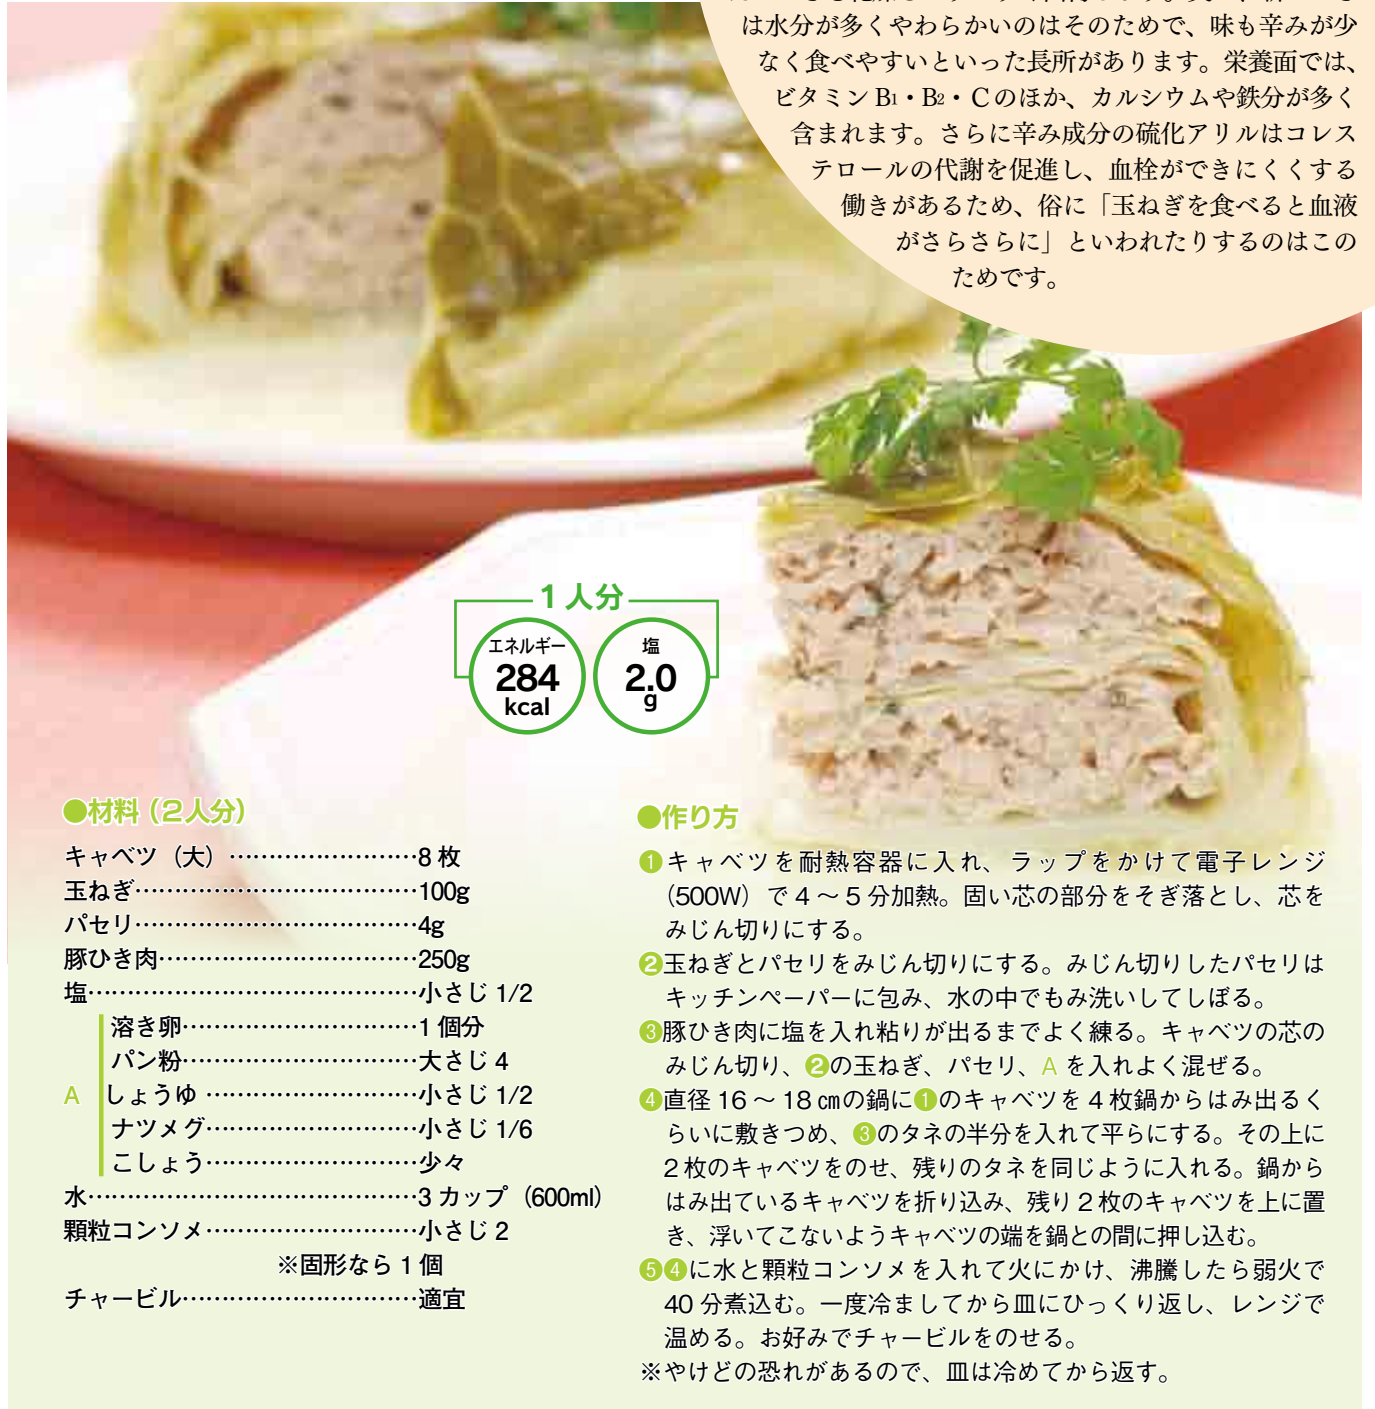 は水分が多くやわらかいのはそのためで、味も辛みが少
なく食べやすいといった長所があります。栄養面では、
ビタミン B1・B2・Cのほか、カルシウムや鉄分が多く
含まれます。さらに辛み成分の硫化アリルはコレス
テロールの代謝を促進し、血栓ができにくくする
働きがあるため、俗に「玉ねぎを食べると血液
がさらさらに」といわれたりするのはこの
ためです。
1人分
エネルギー
284
kcal
塩
2.0
g
●材料(2人分)
キャベツ(大)………………………8 枚
玉ねぎ………………………………100g
パセリ………………………………4g
豚ひき肉……………………………250g
塩……………………………………小さじ 1/2
溶き卵…………………………1 個分
パン粉…………………………大さじ 4
A しょうゆ………………………小さじ 1/2
ナツメグ………………………小さじ 1/6
こしょう………………………少々
水……………………………………3 カップ(600ml)
顆粒コンソメ………………………小さじ 2
※固形なら 1 個
チャービル…………………………適宜
●作り方
❶キャベツを耐熱容器に入れ、ラップをかけて電子レンジ
(500W)で 4 ～ 5 分加熱。固い芯の部分をそぎ落とし、芯を
みじん切りにする。
❷玉ねぎとパセリをみじん切りにする。みじん切りしたパセリは
キッチンペーパーに包み、水の中でもみ洗いしてしぼる。
❸豚ひき肉に塩を入れ粘りが出るまでよく練る。キャベツの芯の
みじん切り、❷の玉ねぎ、パセリ、A を入れよく混ぜる。
❹直径 16 ～ 18 ㎝の鍋に❶のキャベツを 4 枚鍋からはみ出るく
らいに敷きつめ、❸のタネの半分を入れて平らにする。その上に
2 枚のキャベツをのせ、残りのタネを同じように入れる。鍋から
はみ出ているキャベツを折り込み、残り 2 枚のキャベツを上に置
き、浮いてこないようキャベツの端を鍋との間に押し込む。
❺❹に水と顆粒コンソメを入れて火にかけ、沸騰したら弱火で
40 分煮込む。一度冷ましてから皿にひっくり返し、レンジで
温める。お好みでチャービルをのせる。
※やけどの恐れがあるので、皿は冷めてから返す。